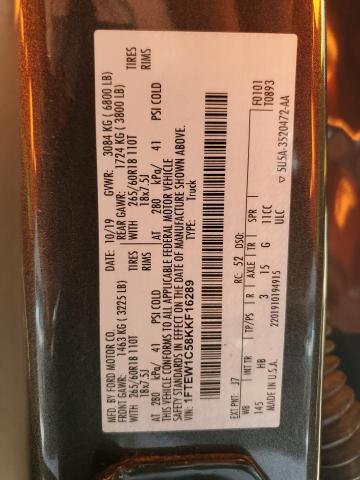 MFD. BY FORD MOTOR CO.
DATE: 10/19 GVWR: 3084 KG ( 6800 LB)
FRONT GAWR: 1463 KG ( 3225 LB) REAR GAWR: 1724 KG ( 3800 LB)
WITH 265/60R18 110T TIRES WITH 265/60R18 110T TIRES
18x7.5J RIMS 18x7.5J RIMS
AT 280 kPa/ 41 PSI COLD AT 280 kPa/ 41 PSI COLD
THIS VEHICLE CONFORMS TO ALL APPLICABLE FEDERAL MOTOR VEHICLE
SAFETY STANDARDS IN EFFECT ON THE DATE OF MANUFACTURE SHOWN ABOVE.
VIN: 1FTEW1C58KKF16289 Truck
F0101
T0893
EXT PNT: J7 RC: 52 DSO:
WB INT TR TP/PS R AXLE TR SPR
145 HB 3 15 G 11CC
ULC
2201910194915
U.S.A. ▽ 5U5A-3520472-AA